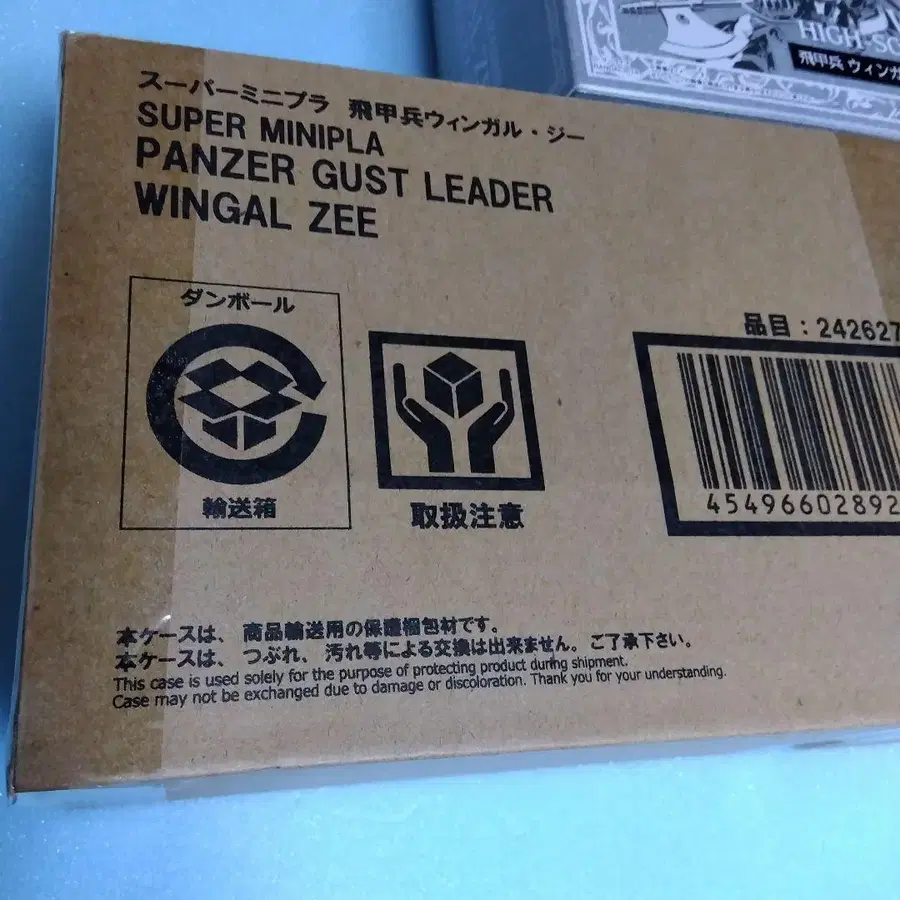 スーパーミニプラ 飛甲兵ウィンガル・ジー
SUPER MINIPLA
PANZER GUST LEADER
WINGAL ZEE
HIGH-SC
飛甲兵 ウィンガ
ダンボール
輸送箱
取扱注意
品目：242627
45496602892
本ケースは、商品輸送用の保護梱包材です。
本ケースは、つぶれ、汚れ等による交換は出来ません。ご了承下さい。
This case is used solely for the purpose of protecting product during shipment.
Case may not be exchanged due to damage or discoloration. Thank you for your understanding.